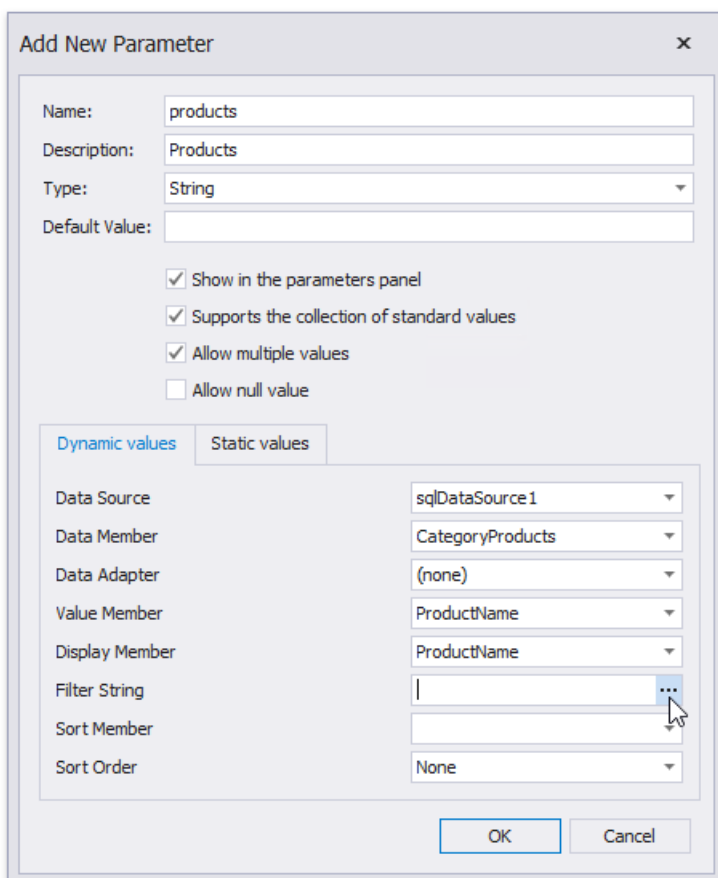 Add New Parameter
Name: products
Description: Products
Type: String
Default Value:
Show in the parameters panel
Supports the collection of standard values
Allow multiple values
Allow null value
Dynamic values Static values
Data Source sqlDataSource1
Data Member CategoryProducts
Data Adapter (none)
Value Member ProductName
Display Member ProductName
Filter String ...
Sort Member
Sort Order None
OK Cancel